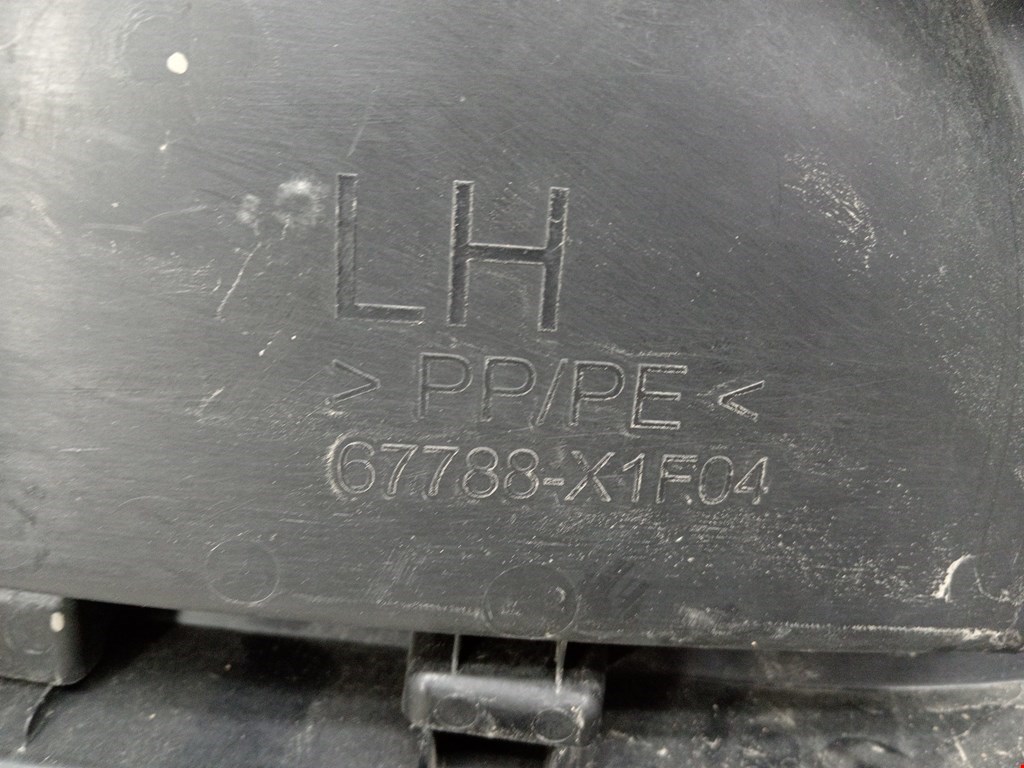 LH
> PP/PE <
67788-X1F04